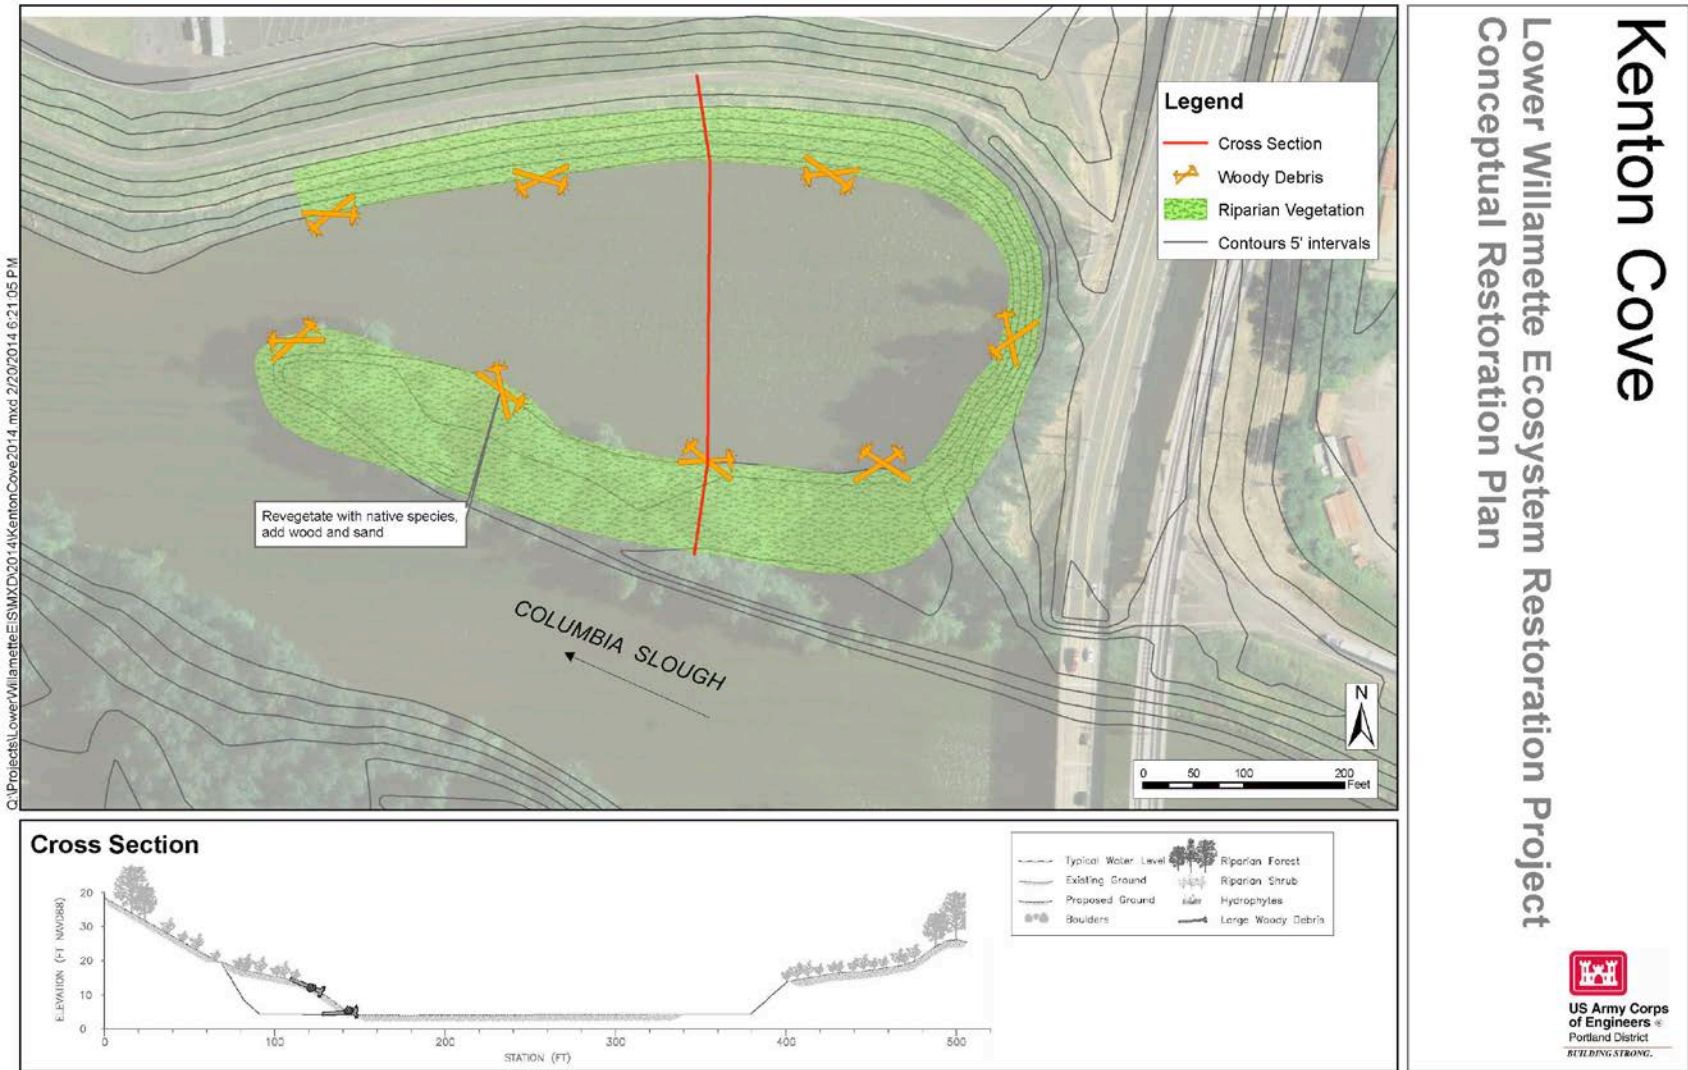 Kenton Cove
Lower Willamette Ecosystem Restoration Project
Conceptual Restoration Plan
Q:\Projects\LowerWillametteEIS\MXD\2014\KentonCove2014.mxd 2/20/2014 6:21:05 PM
Legend
Cross Section
Woody Debris
Riparian Vegetation
Contours 5' intervals
Revegetate with native species,
add wood and sand
COLUMBIA SLOUGH
N
0 50 100 200
Feet
Cross Section
20
30
20
10
0
ELEVATION (FT NAVD88)
0 100 200 300 400 500
STATION (FT)
Typical Water Level
Existing Ground
Proposed Ground
Boulders
Riparian Forest
Riparian Shrub
Hydrophytes
Large Woody Debris
US Army Corps
of Engineers ®
Portland District
BUILDING STRONG.